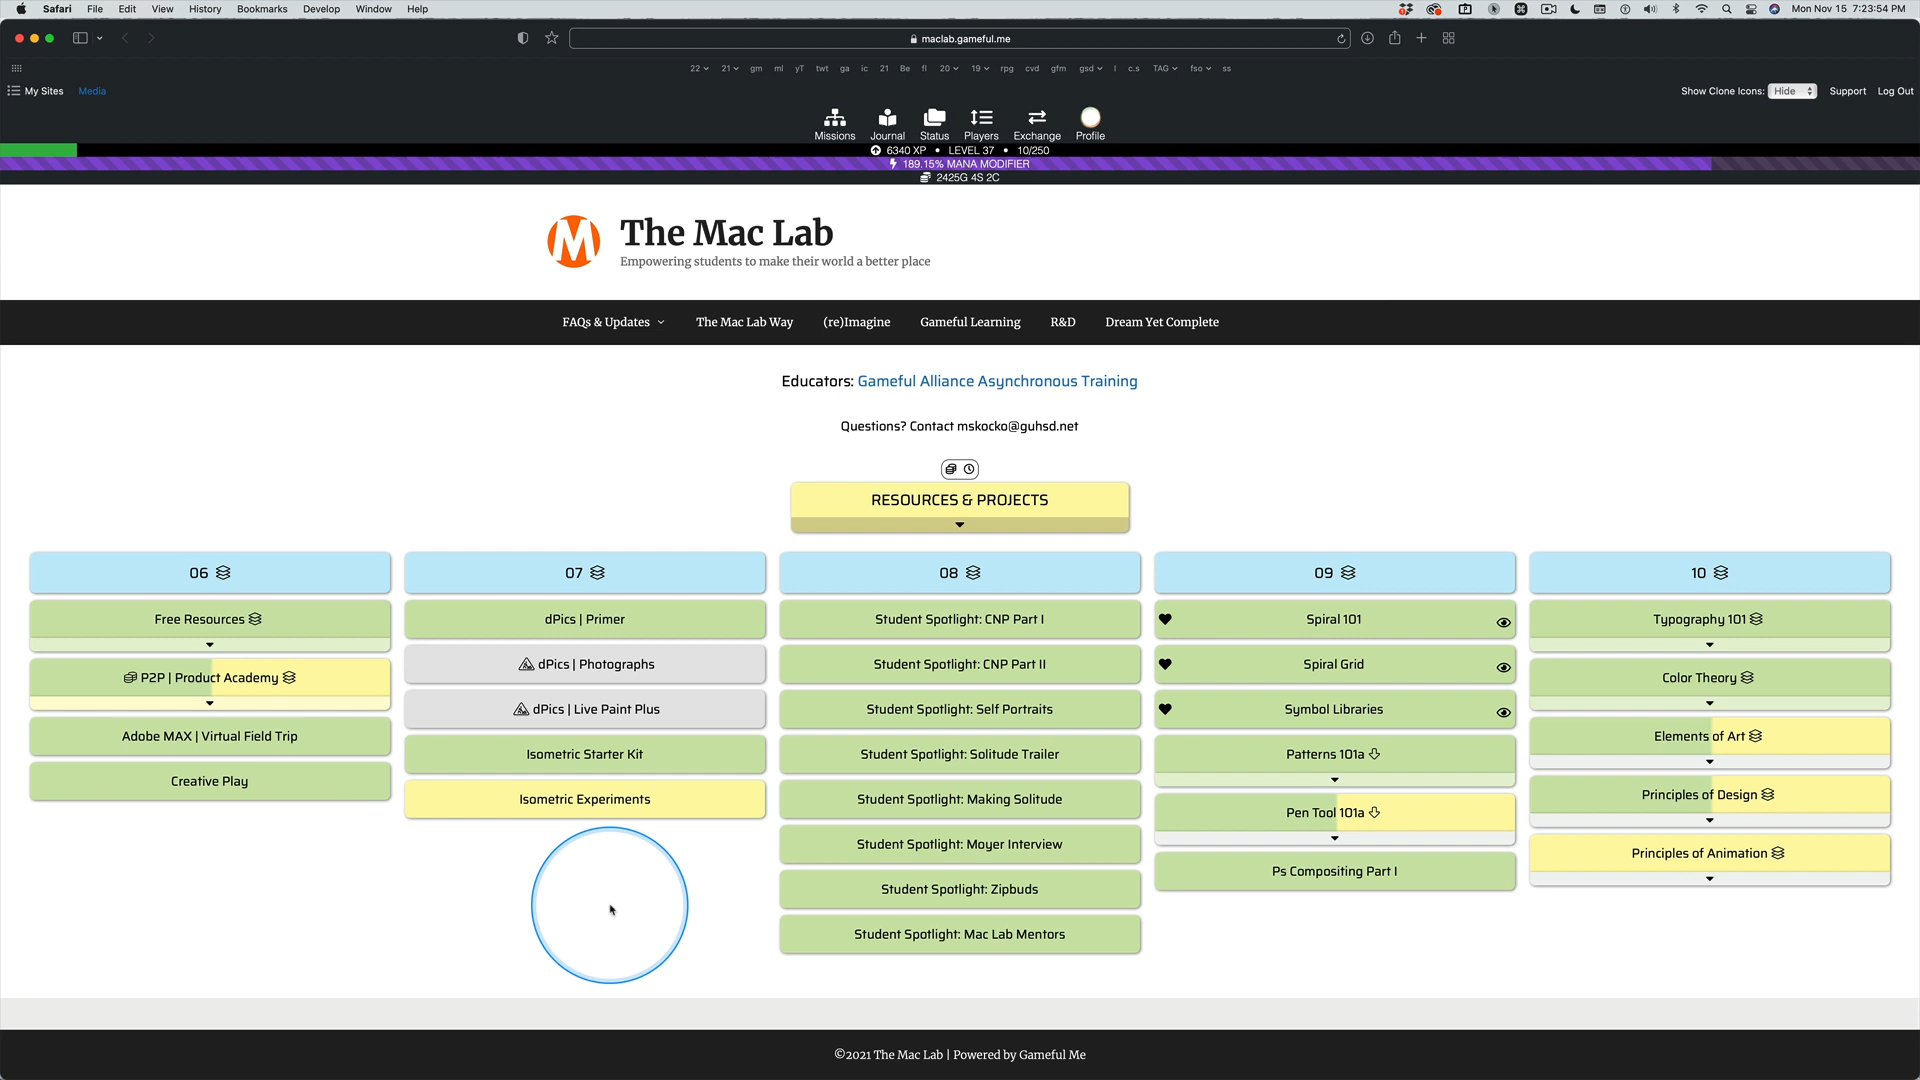 Safari File Edit View History Bookmarks Develop Window Help Mon Nov 15 7:23:54 PM
maclab.gameful.me
22 21 gm ml yT twt ga ic 21 Be fl 20 19 rpg cvd gfm gsd l c.s TAG fso ss
My Sites Media Show Clone Icons: Hide Support Log Out
Missions Journal Status Players Exchange Profile
6340 XP • LEVEL 37 • 10/250
189.15% MANA MODIFIER
2425G 4S 2C
The Mac Lab
Empowering students to make their world a better place
FAQs & Updates The Mac Lab Way (re)Imagine Gameful Learning R&D Dream Yet Complete
Educators: Gameful Alliance Asynchronous Training
Questions? Contact mskocko@guhsd.net
RESOURCES & PROJECTS
06
Free Resources
P2P | Product Academy
Adobe MAX | Virtual Field Trip
Creative Play
07
dPics | Primer
dPics | Photographs
dPics | Live Paint Plus
Isometric Starter Kit
Isometric Experiments
08
Student Spotlight: CNP Part I
Student Spotlight: CNP Part II
Student Spotlight: Self Portraits
Student Spotlight: Solitude Trailer
Student Spotlight: Making Solitude
Student Spotlight: Moyer Interview
Student Spotlight: Zipbuds
Student Spotlight: Mac Lab Mentors
09
Spiral 101
Spiral Grid
Symbol Libraries
Patterns 101a
Pen Tool 101a
Ps Compositing Part I
10
Typography 101
Color Theory
Elements of Art
Principles of Design
Principles of Animation
©2021 The Mac Lab | Powered by Gameful Me